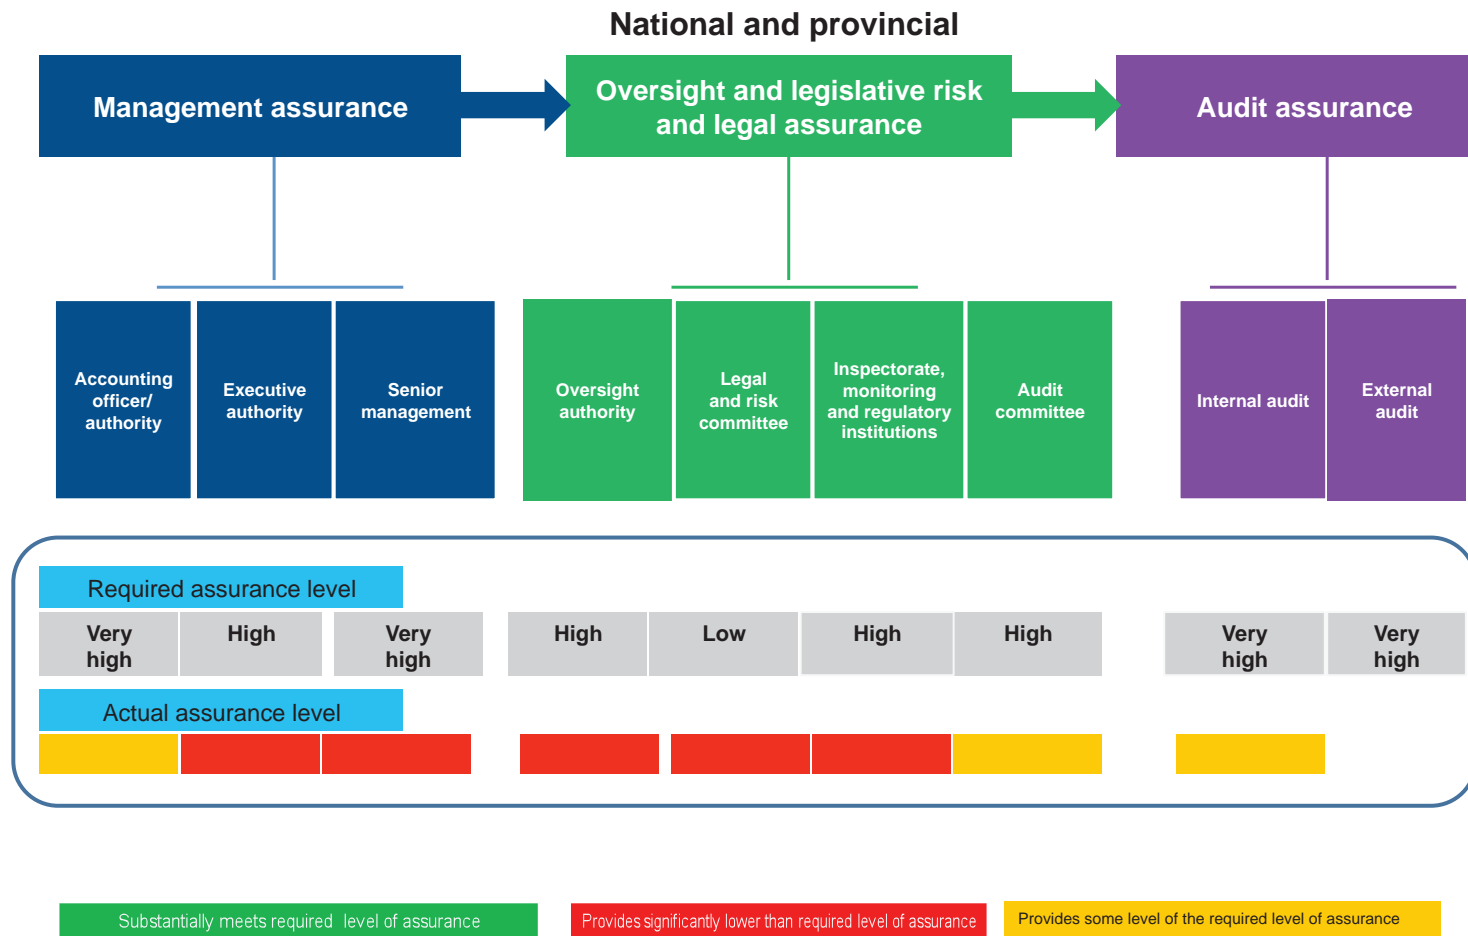 National and provincial
Management assurance
Oversight and legislative risk
and legal assurance
Audit assurance
Accounting
officer/
authority
Executive
authority
Senior
management
Oversight
authority
Legal
and risk
committee
Inspectorate,
monitoring
and regulatory
institutions
Audit
committee
Internal audit
External
audit
Required assurance level
Very
high
High
Very
high
High
Low
High
High
Very
high
Very
high
Actual assurance level
Substantially meets required level of assurance
Provides significantly lower than required level of assurance
Provides some level of the required level of assurance